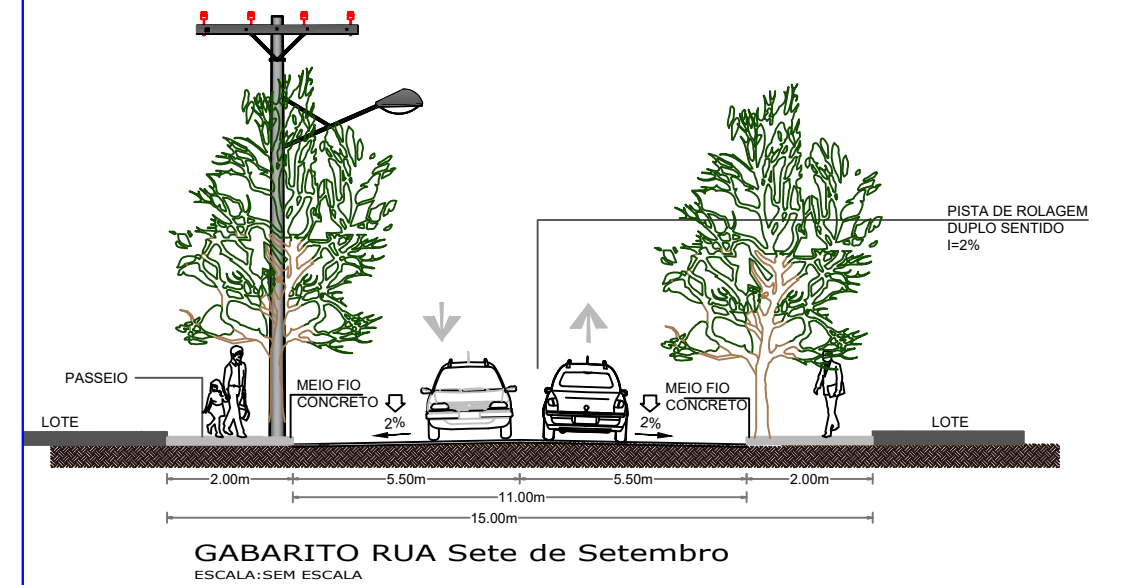 PISTA DE ROLAGEM
DUPLO SENTIDO
I=2%
PASSEIO
MEIO FIO
CONCRETO
2%
MEIO FIO
CONCRETO
2%
LOTE
LOTE
2.00m
5.50m
5.50m
2.00m
11.00m
15.00m
GABARITO RUA Sete de Setembro
ESCALA:SEM ESCALA